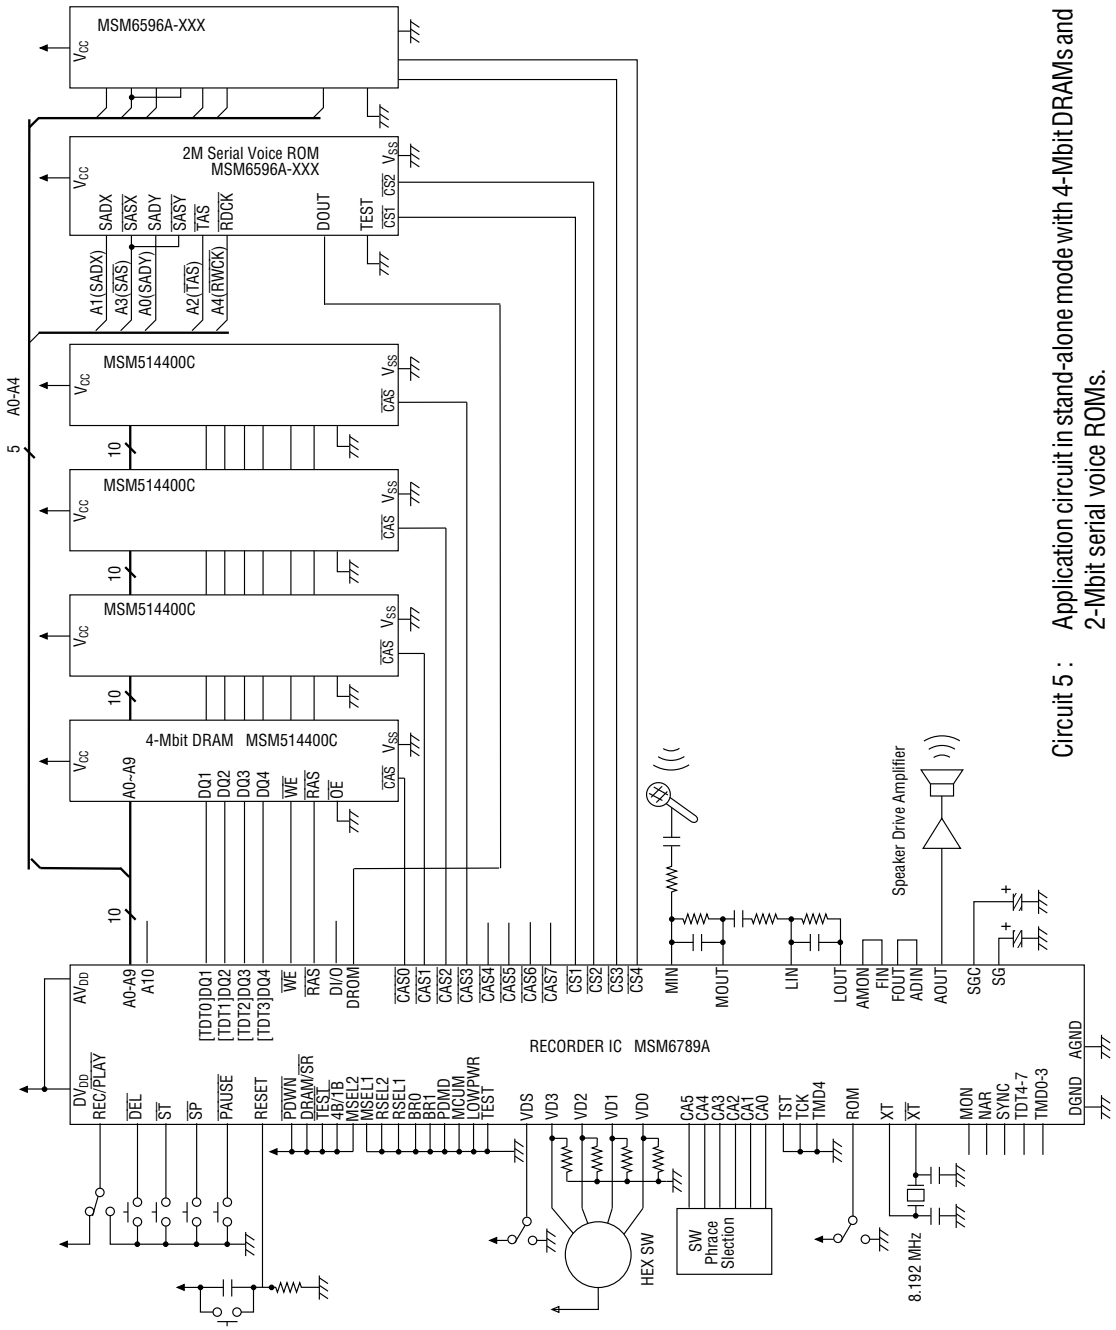 MSM6596A-XXX
VCC
2M Serial Voice ROM
MSM6596A-XXX
VCC
SADX
SASX
SADY
SASY
TAS
RDCK
DOUT
TEST
CS1
CS2
VSS
A1(SADX)
A3(SAS)
A0(SADY)
A2(TAS)
A4(RWCK)
5
A0-A4
MSM514400C
VCC
CAS
VSS
10
MSM514400C
VCC
CAS
VSS
10
MSM514400C
VCC
CAS
VSS
10
4-Mbit DRAM MSM514400C
VCC
A0~A9
DQ1
DQ2
DQ3
DQ4
WE
RAS
OE
CAS
VSS
10
AVDD
A0-A9
A10
[TDT0]DQ1
[TDT1]DQ2
[TDT2]DQ3
[TDT3]DQ4
WE
RAS
DI/O
DROM
CAS0
CAS1
CAS2
CAS3
CAS4
CAS5
CAS6
CAS7
CS1
CS2
CS3
CS4
MIN
MOUT
LIN
LOUT
AMON
FIN
FOUT
ADIN
AOUT
SGC
SG
Speaker Drive Amplifier
+
+
RECORDER IC MSM6789A
DVDD
REC/PLAY
DEL
ST
SP
PAUSE
RESET
PDWN
DRAM/SR
TEST
4B/1B
MSEL2
MSEL1
RSEL2
RSEL1
BR0
BR1
PDMD
MCUM
LOWPWR
TEST
VDS
VD3
VD2
VD1
VD0
CA5
CA4
CA3
CA2
CA1
CA0
TST
TCK
TMD4
ROM
XT
XT
MON
NAR
SYNC
TDT4-7
TMD0-3
DGND
AGND
HEX SW
SW
Phrace
Slection
8.192 MHz
Circuit 5 : Application circuit in stand-alone mode with 4-Mbit DRAMs and
2-Mbit serial voice ROMs.